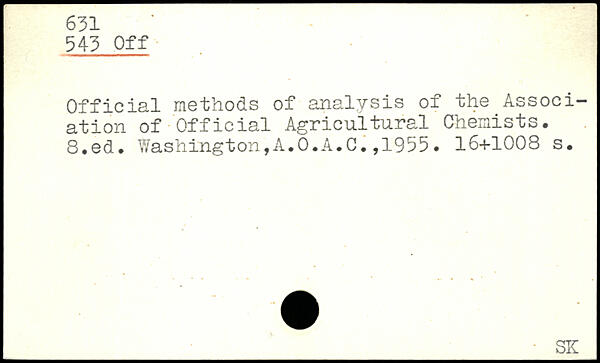 631
543 Off
Official methods of analysis of the Associ-
ation of Official Agricultural Chemists.
8.ed. Washington,A.O.A.C.,1955. 16+1008 s.
SK